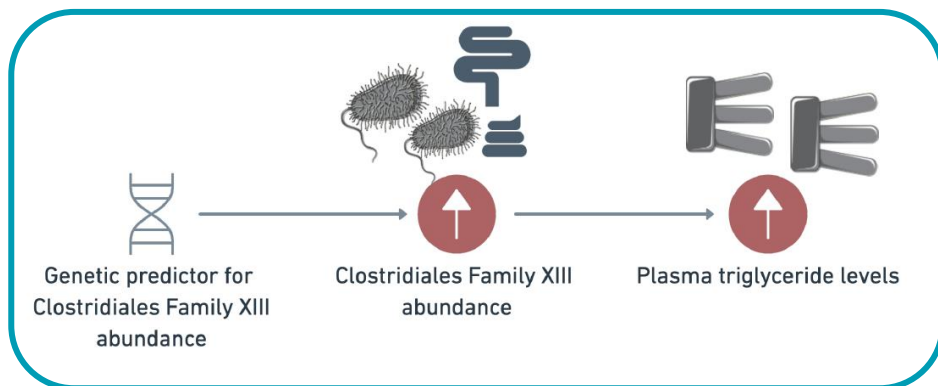 Genetic predictor for
Clostridiales Family XIII
abundance
Clostridiales Family XIII
abundance
Plasma triglyceride levels